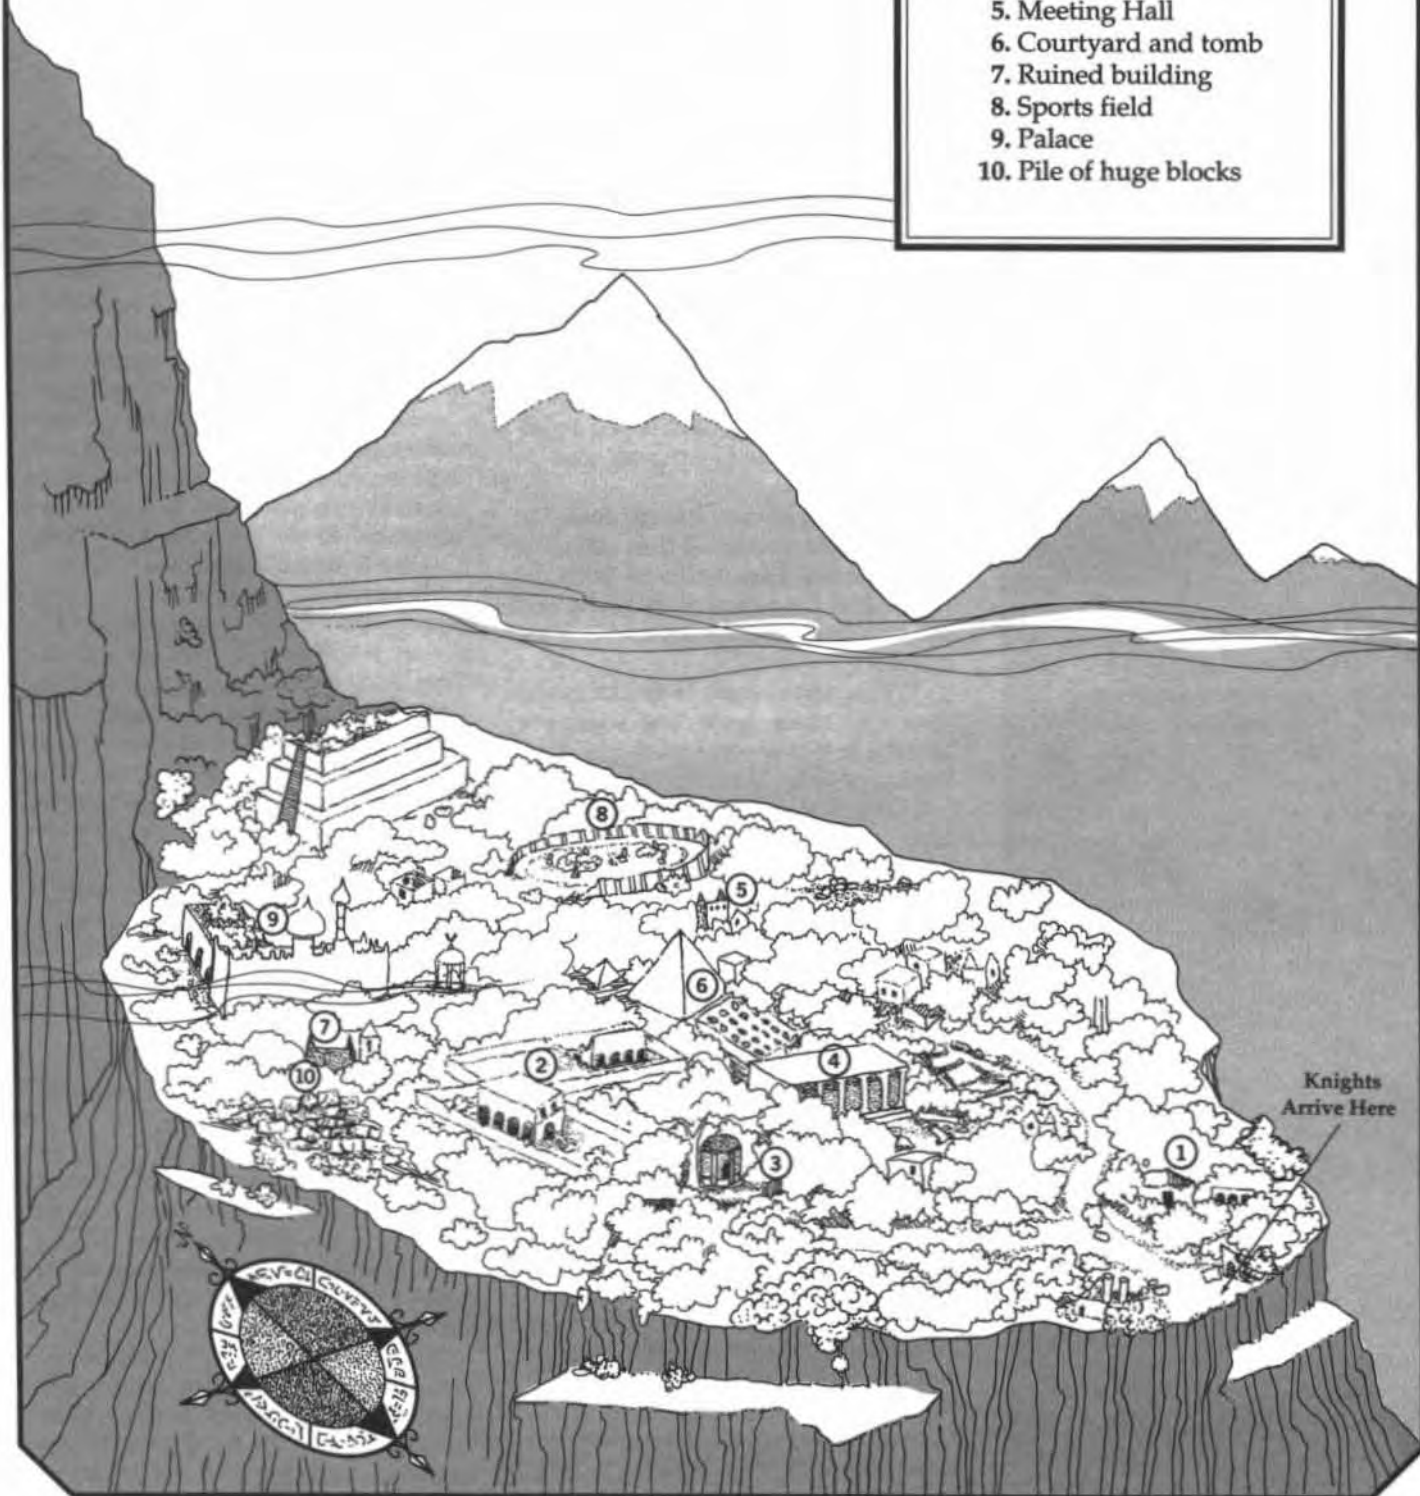 5. Meeting Hall
6. Courtyard and tomb
7. Ruined building
8. Sports field
9. Palace
10. Pile of huge blocks
8
5
9
6
7
2
4
10
3
1
Knights
Arrive Here